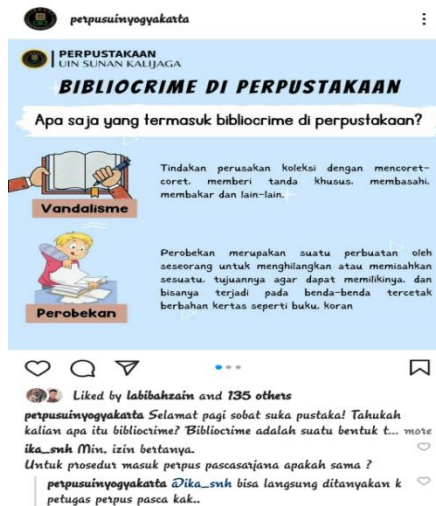 perpusuinyogyakarta
PERPUSTAKAAN
UIN SUNAN KALIJAGA
BIBLIOCRIME DI PERPUSTAKAAN
Apa saja yang termasuk bibliocrime di perpustakaan?
Tindakan perusakan koleksi dengan mencoret-
coret, memberi tanda khusus, membasahi,
membakar dan lain-lain.
Vandalisme
Perobekan merupakan suatu perbuatan oleh
seseorang untuk menghilangkan atau memisahkan
sesuatu, tujuannya agar dapat memilikinya, dan
bisanya terjadi pada benda-benda tercetak
berbahan kertas seperti buku, koran
Perobekan
Liked by labibahzain and 135 others
perpusuinyogyakarta Selamat pagi sobat suka pustaka! Tahukah
kalian apa itu bibliocrime? Bibliocrime adalah suatu bentuk t... more
ika_snh Min, izin bertanya.
Untuk prosedur masuk perpus pascasarjana apakah sama ?
perpusuinyogyakarta @ika_snh bisa langsung ditanyakan k
petugas perpus pasca kak..